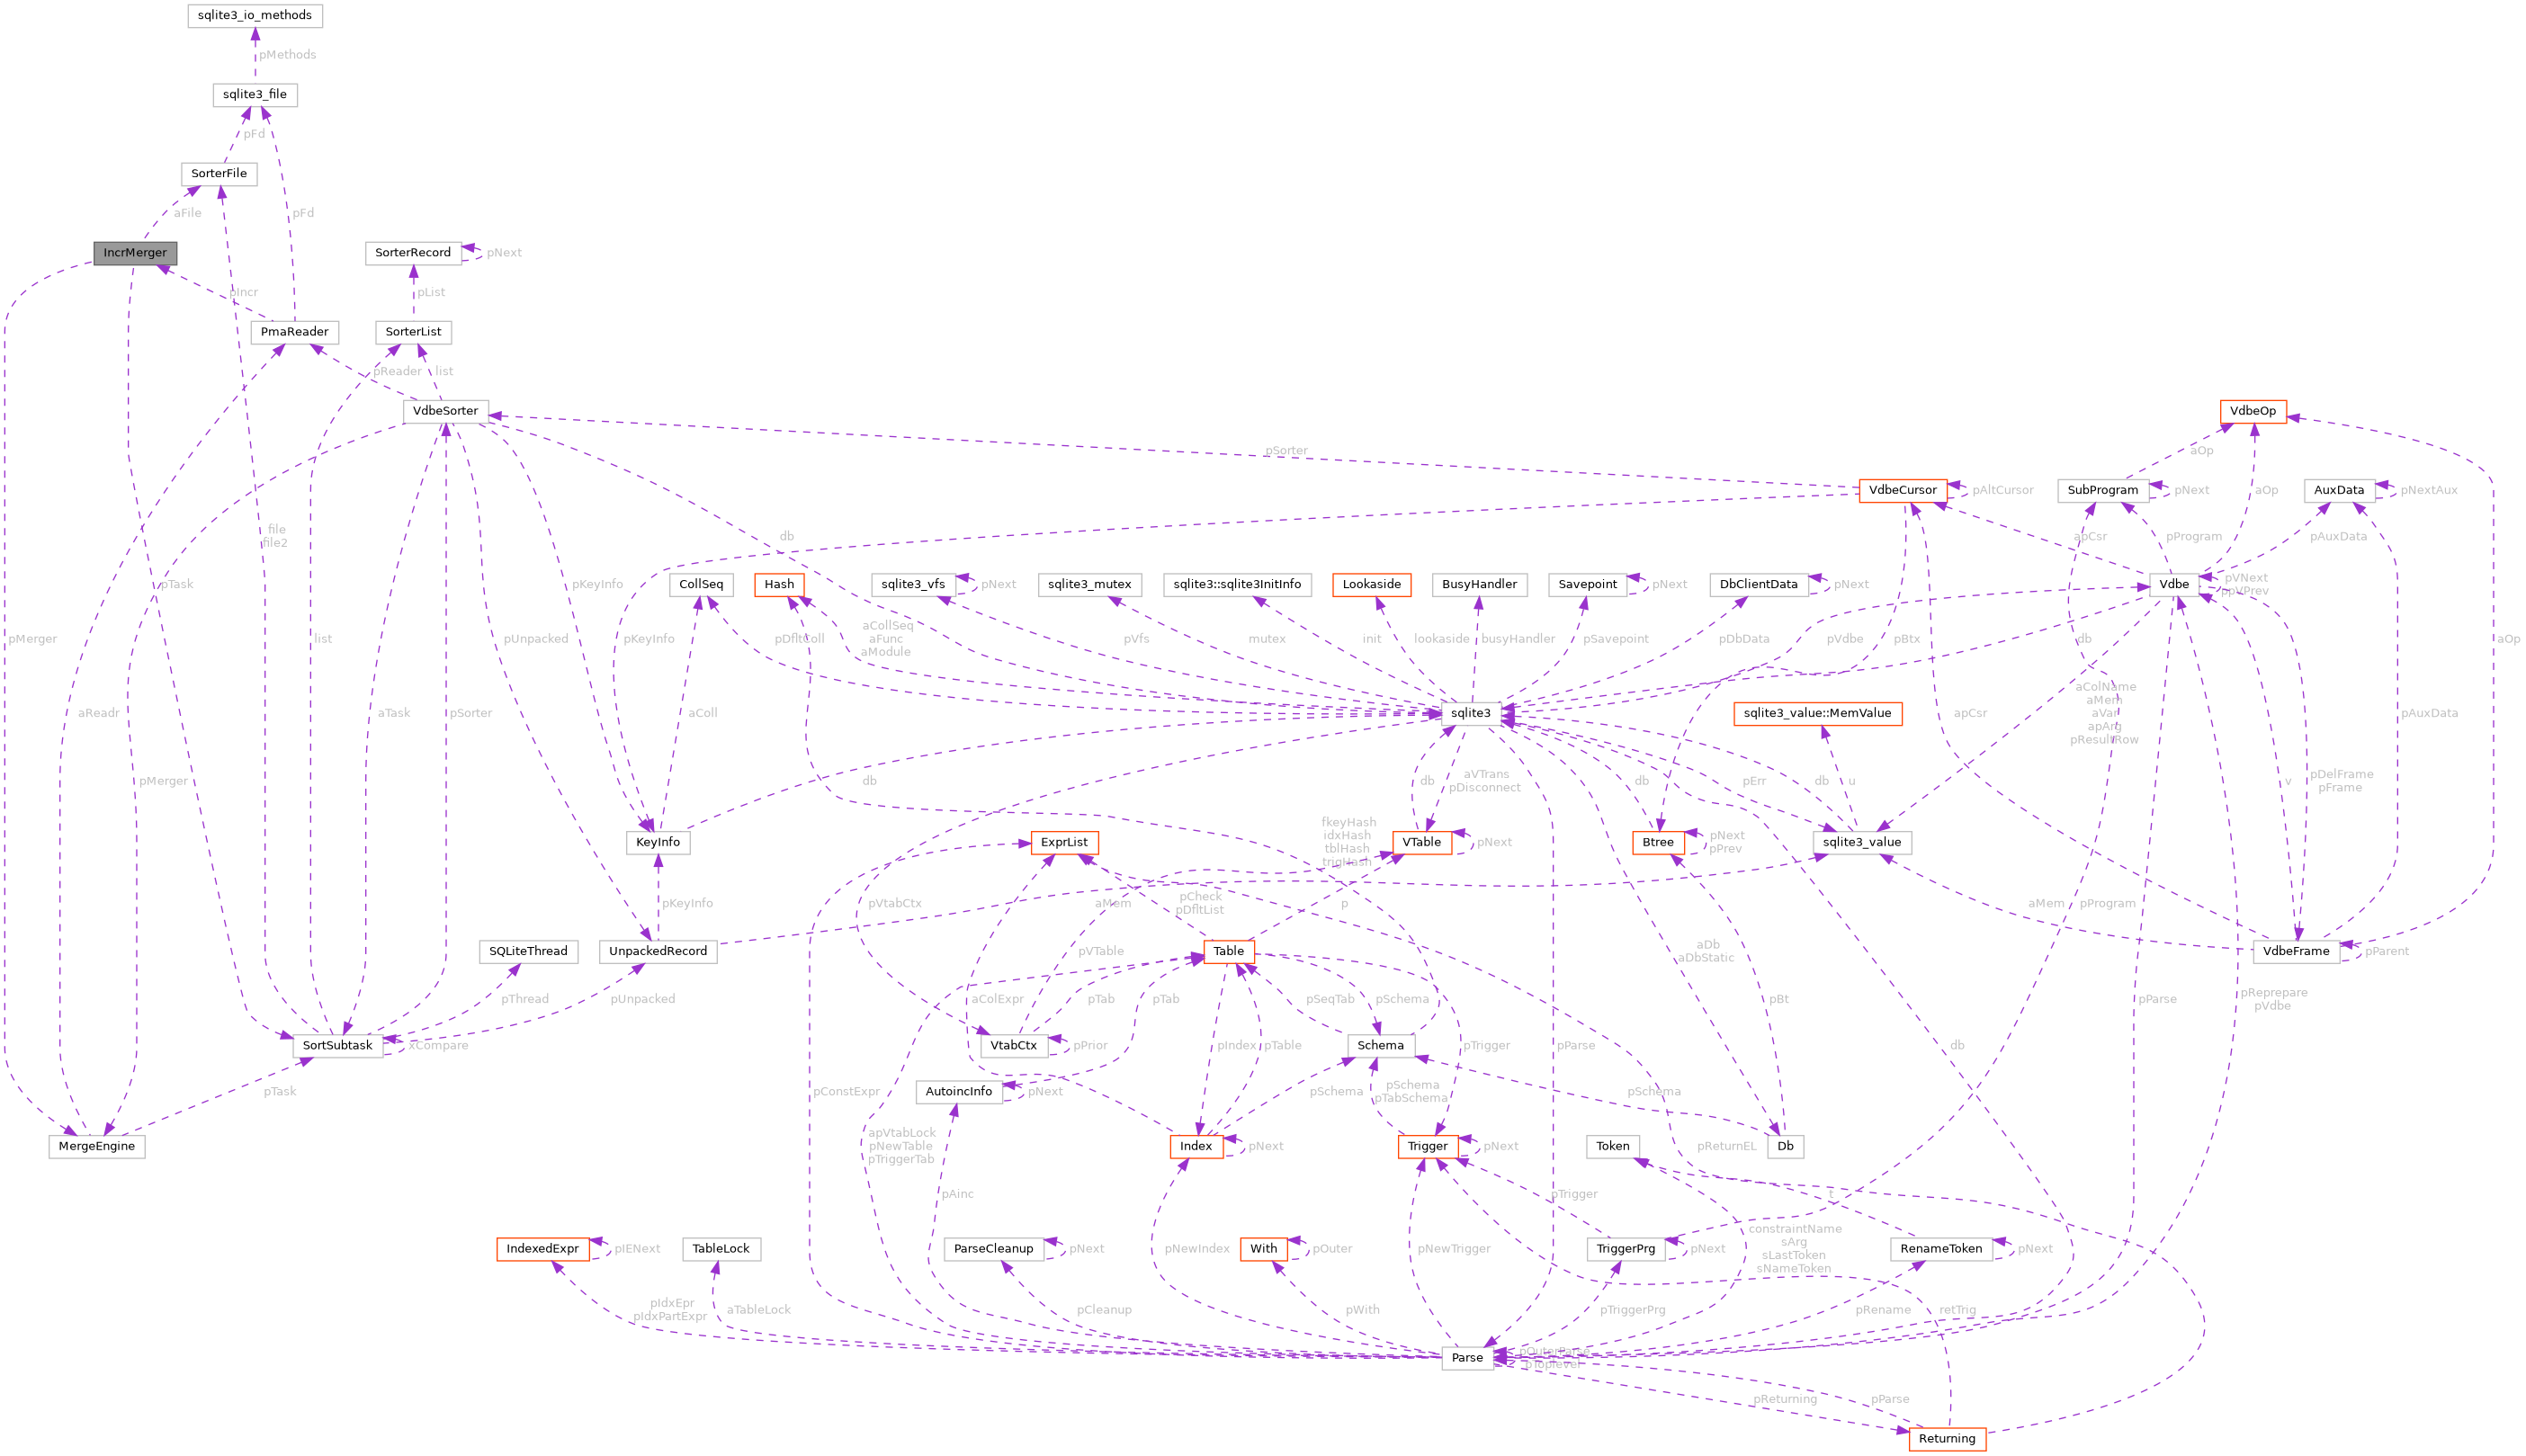 sqlite3_io_methods
pMethods
sqlite3_file
pFd
SorterFile
aFile
pFd
IncrMerger
SorterRecord
pNext
pIncr
pList
PmaReader
SorterList
pReader
list
VdbeSorter
VdbeOp
pSorter
aOp
VdbeCursor
pAltCursor
SubProgram
pNext
aOp
AuxData
pNextAux
file
file2
db
apCsr
pProgram
pAuxData
pTask
pKeyInfo
CollSeq
Hash
sqlite3_vfs
pNext
sqlite3_mutex
sqlite3::sqlite3InitInfo
Lookaside
BusyHandler
Savepoint
pNext
DbClientData
pNext
Vdbe
pVNext
ppVPrev
pMerger
list
pUnpacked
pKeyInfo
pDfltColl
aCollSeq
aFunc
aModule
pVfs
mutex
init
lookaside
busyHandler
pSavepoint
pDbData
pVdbe
pBtx
db
aOp
aReadr
aTask
pSorter
aColl
sqlite3
sqlite3_value::MemValue
apCsr
aColName
aMem
aVar
apArg
pResultRow
pAuxData
pMerger
db
db
aVTrans
pDisconnect
db
pErr
db
u
v
pDelFrame
pFrame
KeyInfo
ExprList
fkeyHash
idxHash
tblHash
trigHash
VTable
pNext
Btree
pNext
pPrev
sqlite3_value
pKeyInfo
pVtabCtx
aMem
pCheck
pDfltList
p
aMem
pProgram
SQLiteThread
UnpackedRecord
pVTable
Table
aDb
aDbStatic
VdbeFrame
pParent
pThread
pUnpacked
aColExpr
pTab
pTab
pSeqTab
pSchema
pBt
pParse
pReprepare
pVdbe
SortSubtask
xCompare
VtabCtx
pPrior
pIndex
pTable
Schema
pTrigger
pParse
db
pTask
pConstExpr
AutoincInfo
pNext
pSchema
pSchema
pTabSchema
pSchema
MergeEngine
apVtabLock
pNewTable
pTriggerTab
Index
pNext
Trigger
pNext
Token
pReturnEL
Db
pAinc
pTrigger
t
IndexedExpr
pIENext
TableLock
ParseCleanup
pNext
pNewIndex
With
pOuter
pNewTrigger
TriggerPrg
pNext
constraintName
sArg
sLastToken
sNameToken
RenameToken
pNext
pIdxEpr
pIdxPartExpr
aTableLock
pCleanup
pWith
pTriggerPrg
pRename
retTrig
Parse
pOuterParse
pToplevel
pReturning
pParse
Returning